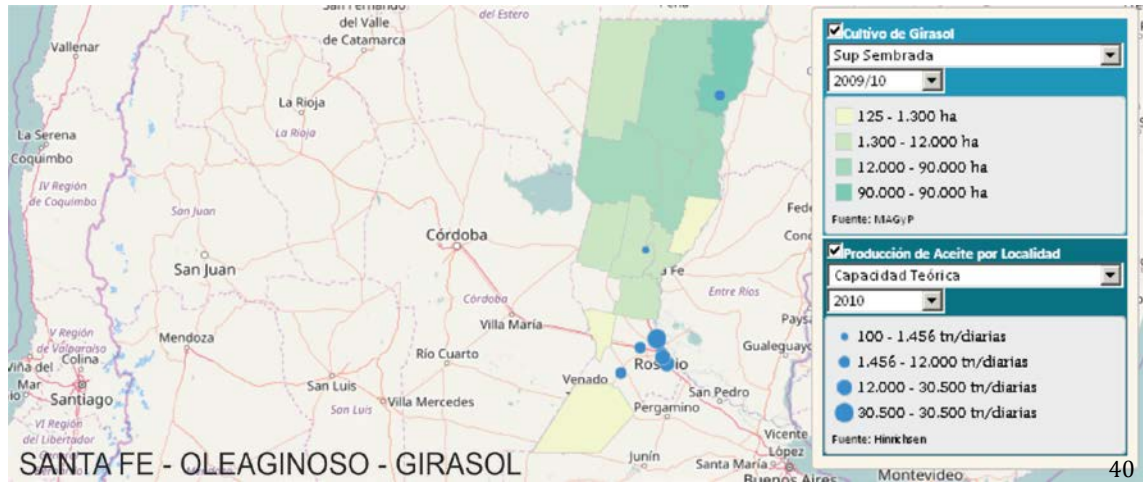 San Fernando
del Valle
de Catamarca
del Estero
Vallenar
La Rioja
La Rioja
La Serena
Coquimbo
IV Región
de Coquimbo
San Juan
San Juan
Córdoba
Córdoba
Villa María
Entre Ríos
V Región
de Valparaíso
Viña del
Mar
Colina
Santiago
VI Región
del Libertador
Mendoza
San Luis
San Luis
Villa Mercedes
Río Cuarto
Venado
Gualeguay
San Pedro
Pergamino
Junín
Vicente
López
Santa María
Buenos Aires
Montevideo
Cultivo de Girasol
Sup Sembrada
2009/10
125 - 1.300 ha
1.300 - 12.000 ha
12.000 - 90.000 ha
90.000 - 90.000 ha
Fuente: MAGyP
Producción de Aceite por Localidad
Capacidad Teórica
2010
100 - 1.456 tn/diarias
1.456 - 12.000 tn/diarias
12.000 - 30.500 tn/diarias
30.500 - 30.500 tn/diarias
Fuente: Hinrichsen
SANTA FE - OLEAGINOSO - GIRASOL
40